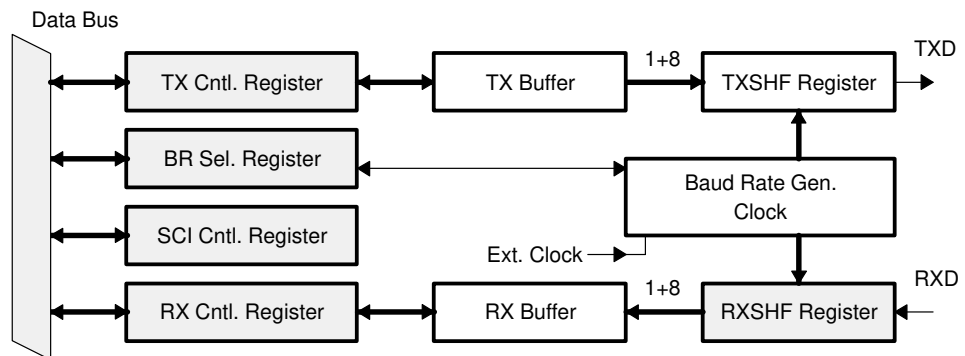 Data Bus
TX Cntl. Register
TX Buffer
1+8
TXSHF Register
TXD
BR Sel. Register
Baud Rate Gen.
Clock
SCI Cntl. Register
Ext. Clock
RX Cntl. Register
RX Buffer
1+8
RXSHF Register
RXD